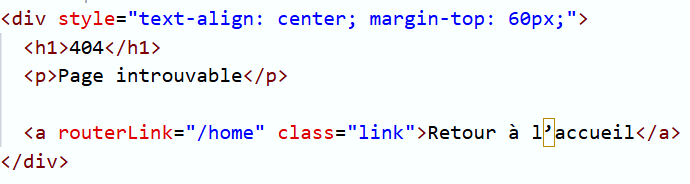 <div style="text-align: center; margin-top: 60px;">
<h1>404</h1>
<p>Page introuvable</p>
<a routerLink="/home" class="link">Retour à l’accueil</a>
</div>